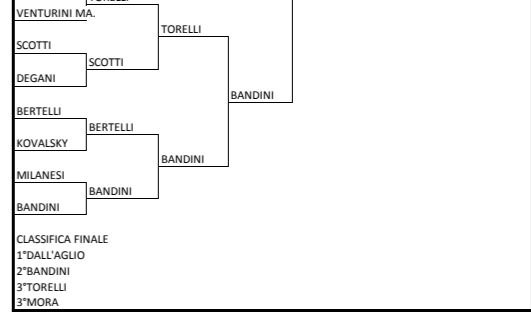 VENTURINI MA.
TORELLI
SCOTTI
SCOTTI
DEGANI
BANDINI
BERTELLI
BERTELLI
KOVALSKY
BANDINI
MILANESI
BANDINI
BANDINI
CLASSIFICA FINALE
1°DALL'AGLIO
2°BANDINI
3°TORELLI
3°MORA